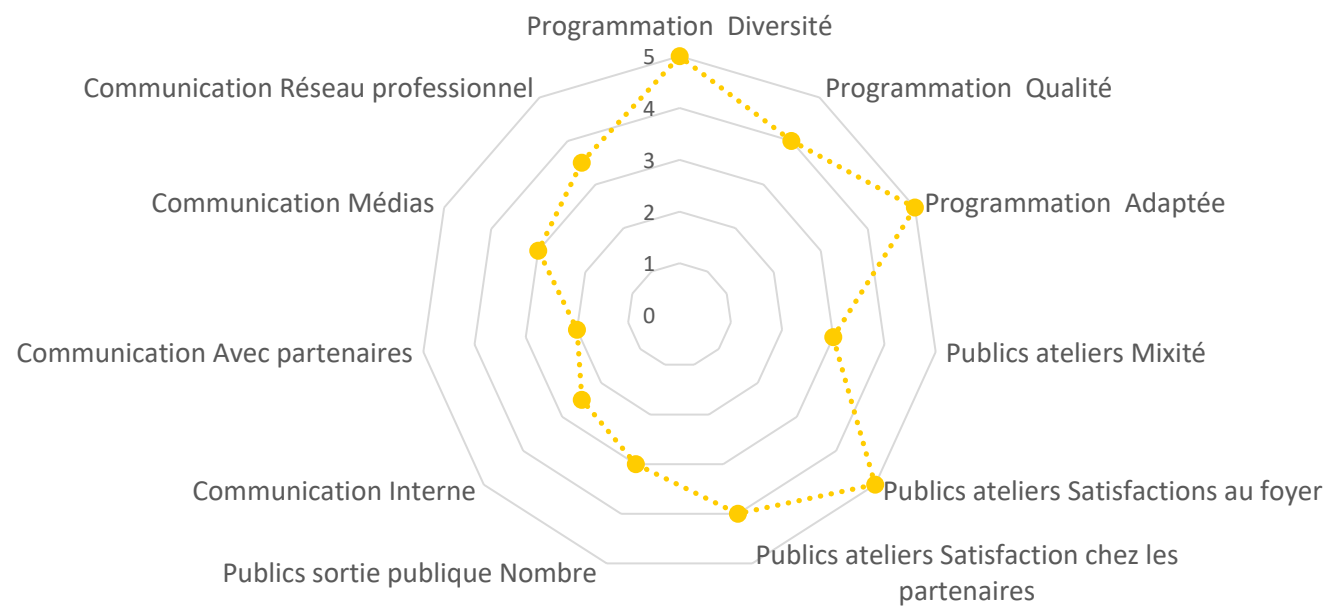 Programmation  Diversité
Programmation  Qualité
Programmation  Adaptée
Publics ateliers Mixité
Publics ateliers Satisfactions au foyer
Publics ateliers Satisfaction chez les
partenaires
Publics sortie publique Nombre
Communication Interne
Communication Avec partenaires
Communication Médias
Communication Réseau professionnel
5
4
3
2
1
0